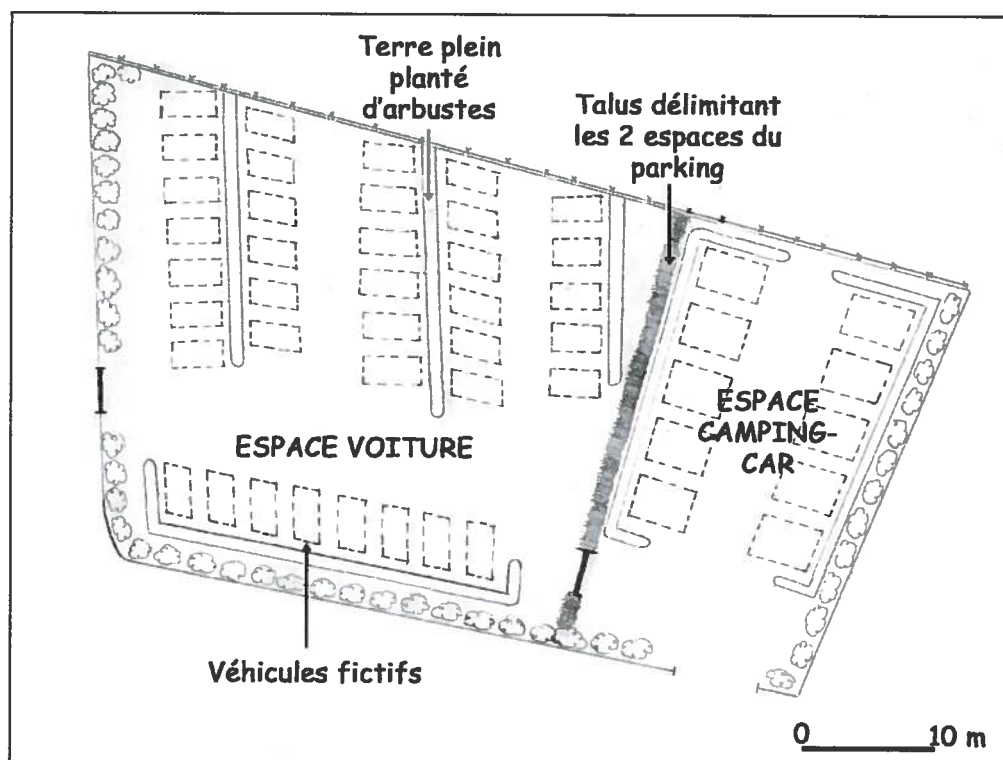 Terre plein
planté
d'arbustes
Talus délimitant
les 2 espaces du
parking
ESPACE VOITURE
ESPACE
CAMPING-
CAR
Véhicules fictifs
0 10 m